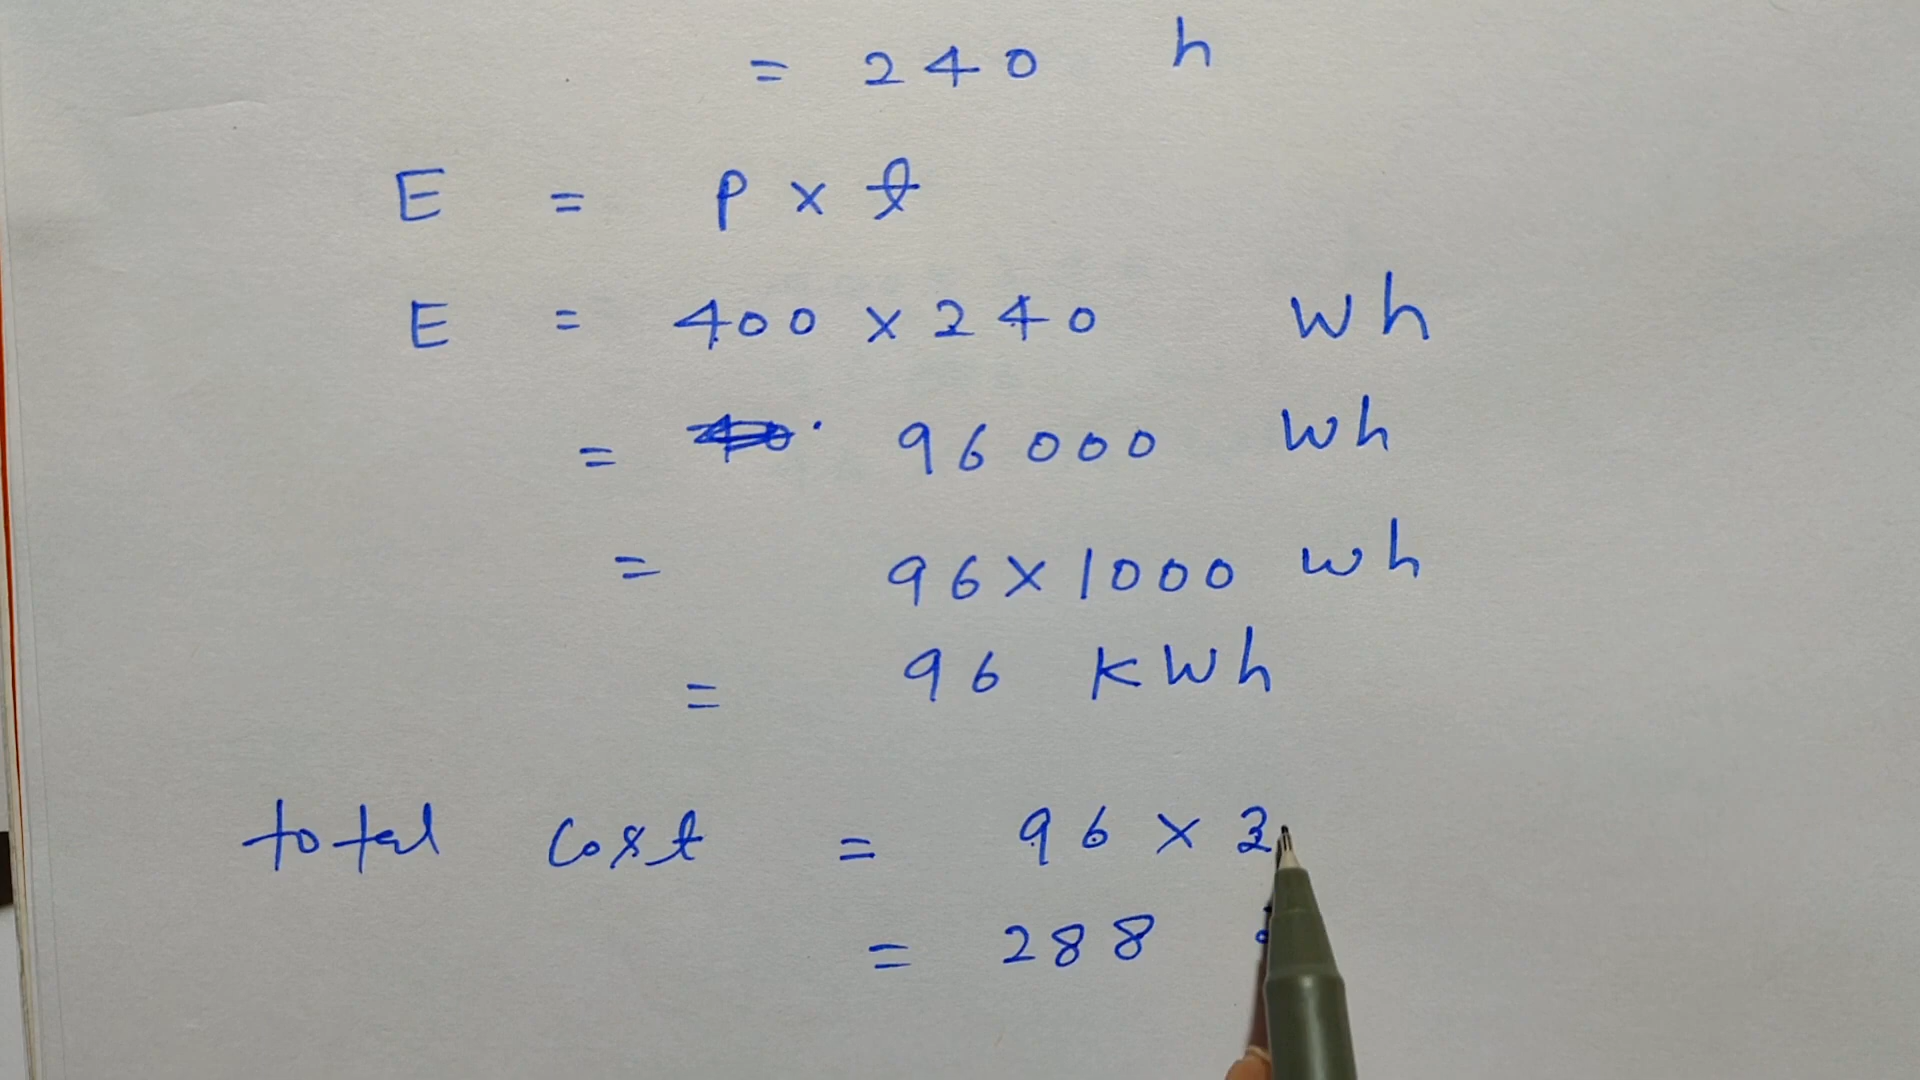 = 240 h
E = P × t
E = 400 × 240 Wh
= 96000 Wh
= 96 × 1000 wh
= 96 KWh
total cost = 96 × 3
= 288